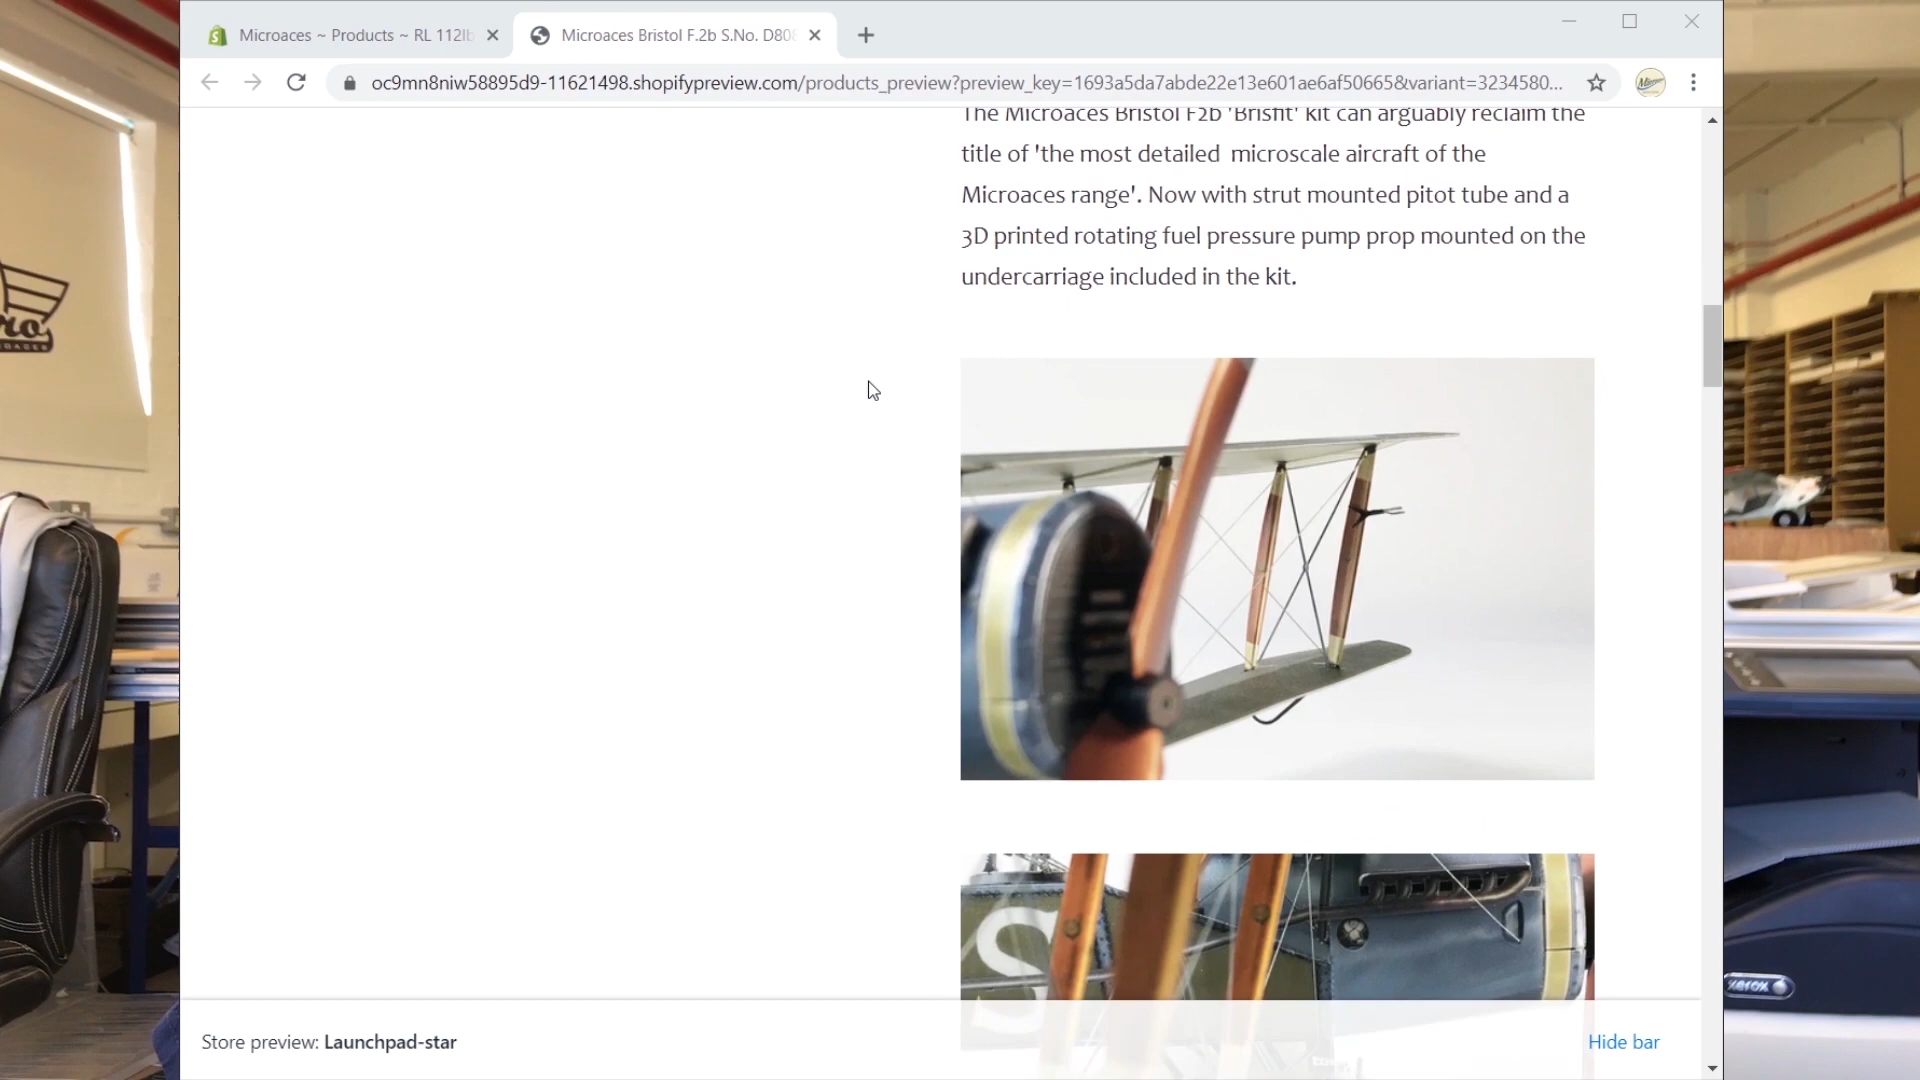 Microaces ~ Products ~ RL 112lb
Microaces Bristol F.2b S.No. D808
oc9mn8niw58895d9-11621498.shopifypreview.com/products_preview?preview_key=1693a5da7abde22e13e601ae6af50665&variant=3234580...
The Microaces Bristol F2b 'Brisfit' kit can arguably reclaim the
title of 'the most detailed microscale aircraft of the
Microaces range'. Now with strut mounted pitot tube and a
3D printed rotating fuel pressure pump prop mounted on the
undercarriage included in the kit.
Store preview: Launchpad-star
Hide bar
xerox